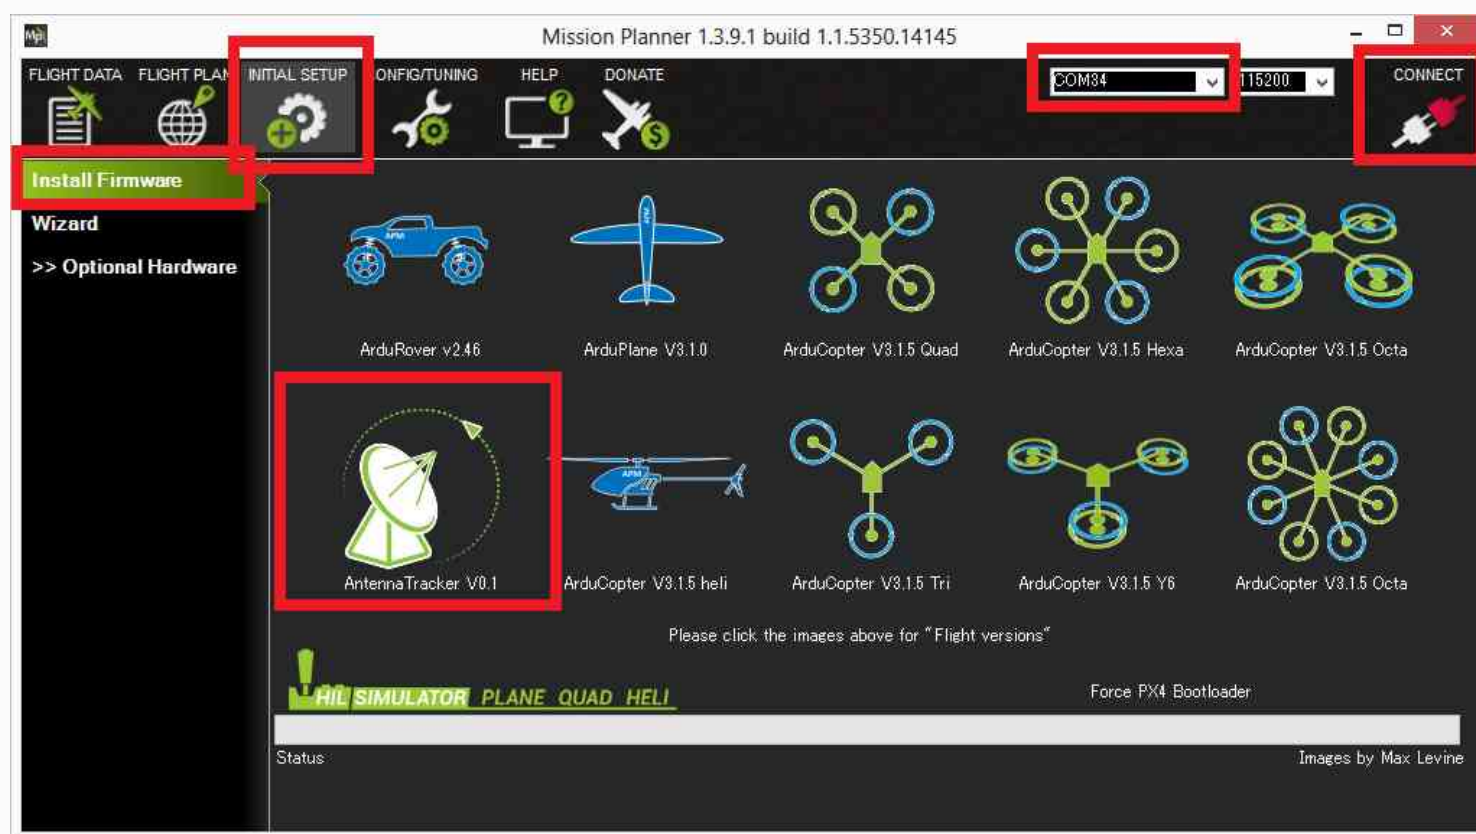 Mission Planner 1.3.9.1 build 1.1.5350.14145
FLIGHT DATA FLIGHT PLAN INITIAL SETUP CONFIG/TUNING HELP DONATE COM34 115200 CONNECT
Install Firmware
Wizard
>> Optional Hardware
ArduRover v2.46 ArduPlane V3.1.0 ArduCopter V3.1.5 Quad ArduCopter V3.1.5 Hexa ArduCopter V3.1.5 Octa
AntennaTracker V0.1 ArduCopter V3.1.5 heli ArduCopter V3.1.5 Tri ArduCopter V3.1.5 Y6 ArduCopter V3.1.5 Octa
Please click the images above for "Flight versions"
HIL SIMULATOR PLANE QUAD HELI Force PX4 Bootloader
Status Images by Max Levine